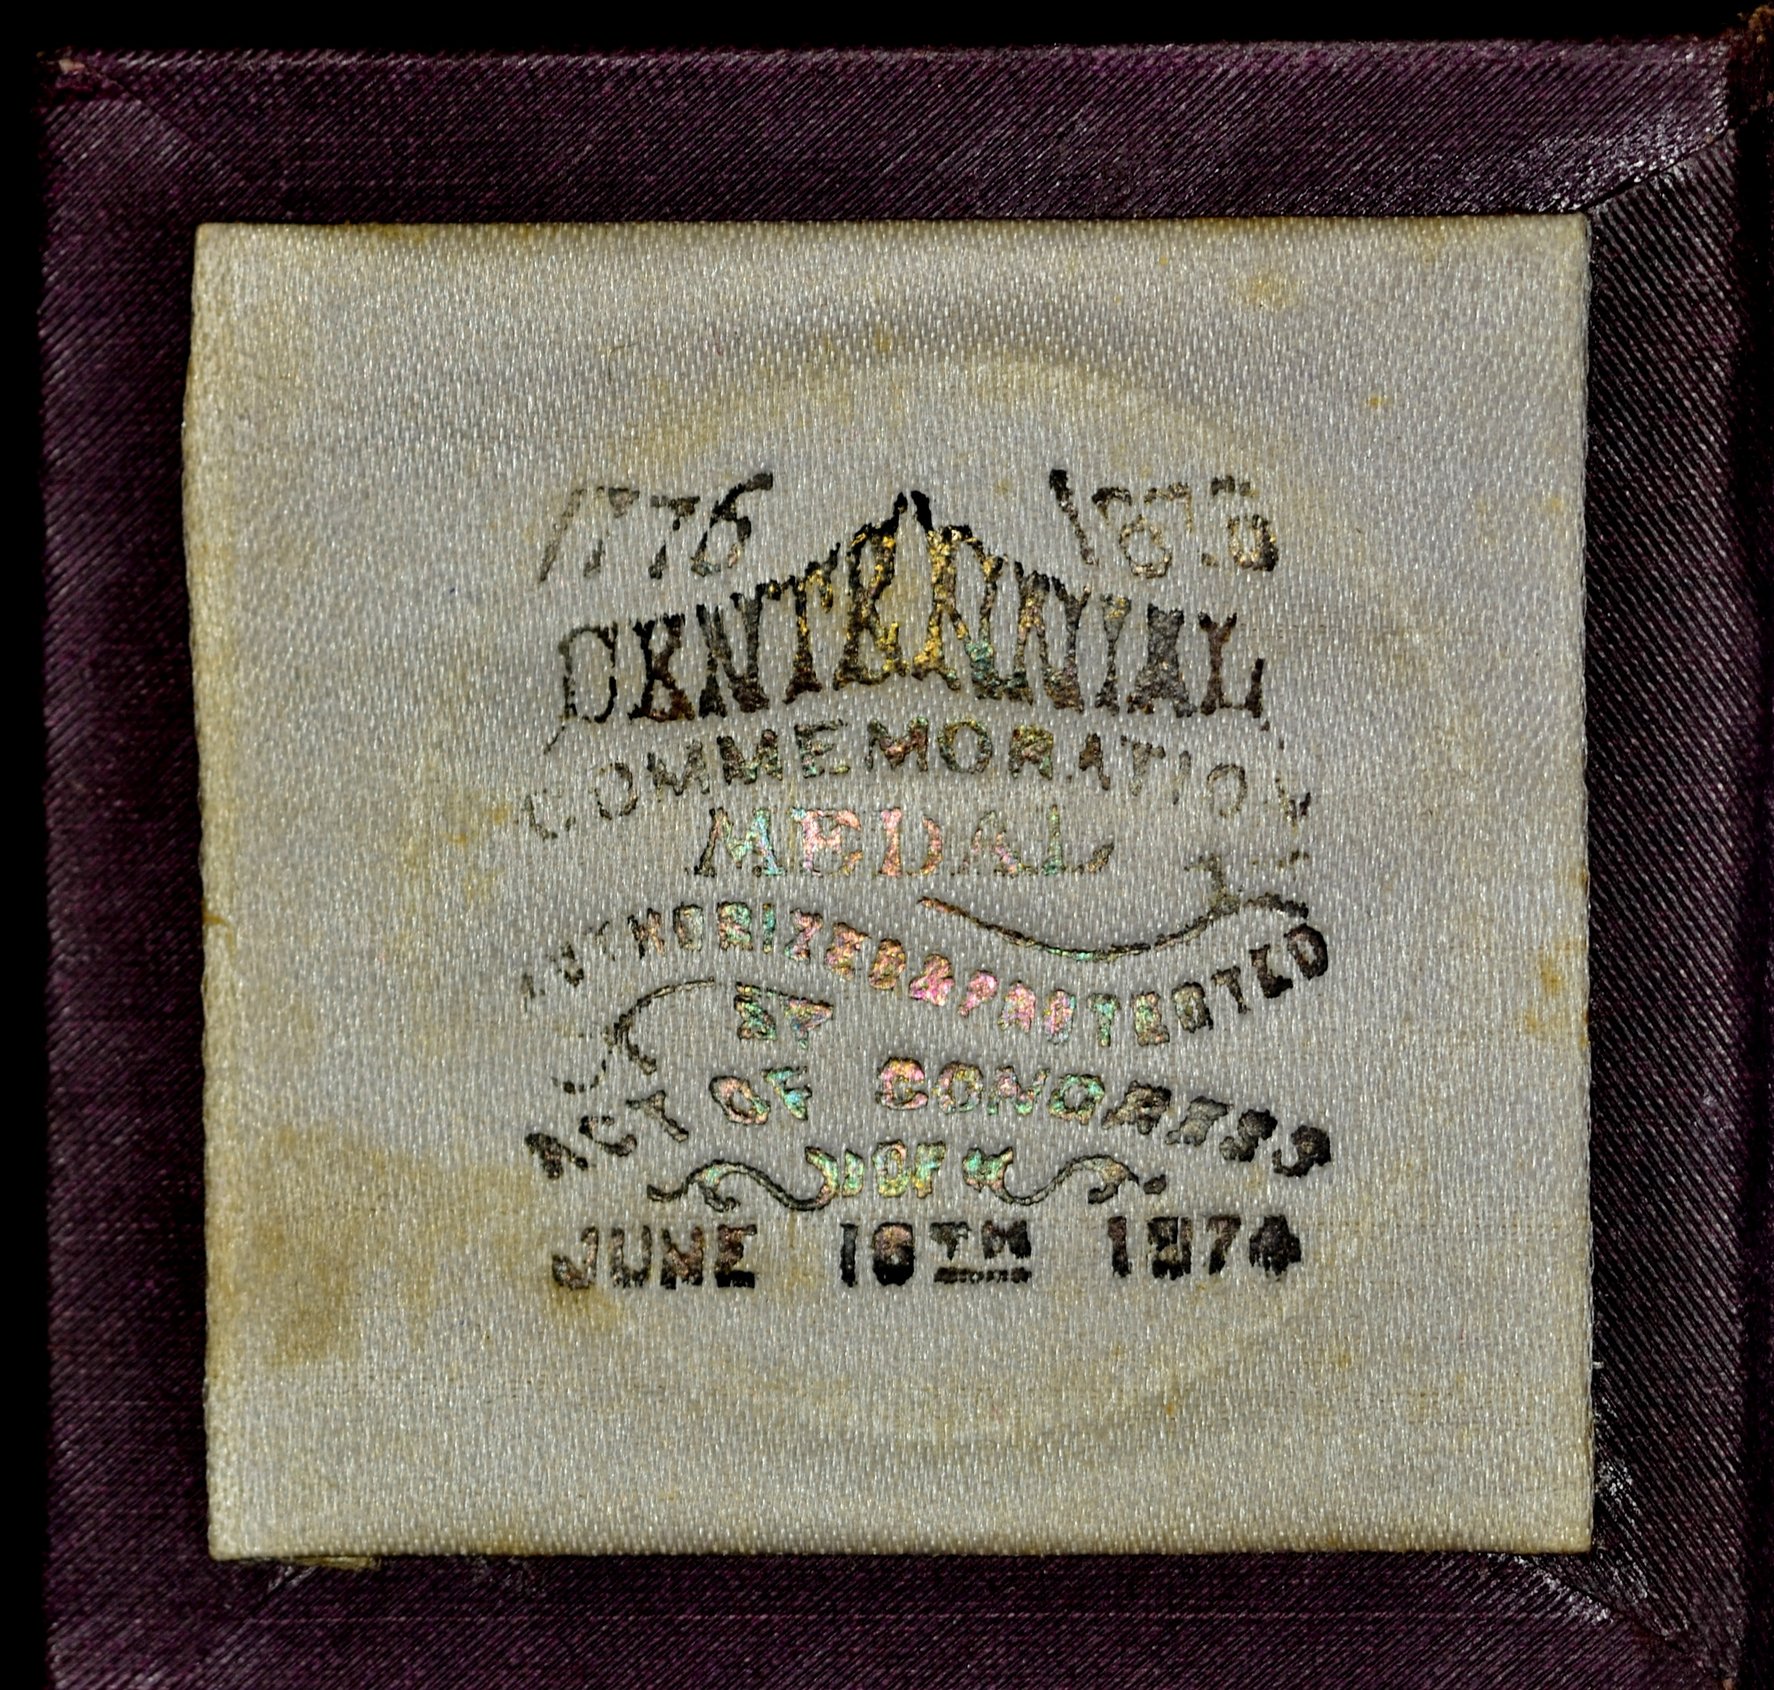 1776 1876
CENTENNIAL
COMMEMORATION
MEDAL
AUTHORIZED & PROTECTED
BY
ACT OF CONGRESS
OF
JUNE 16TH 1874